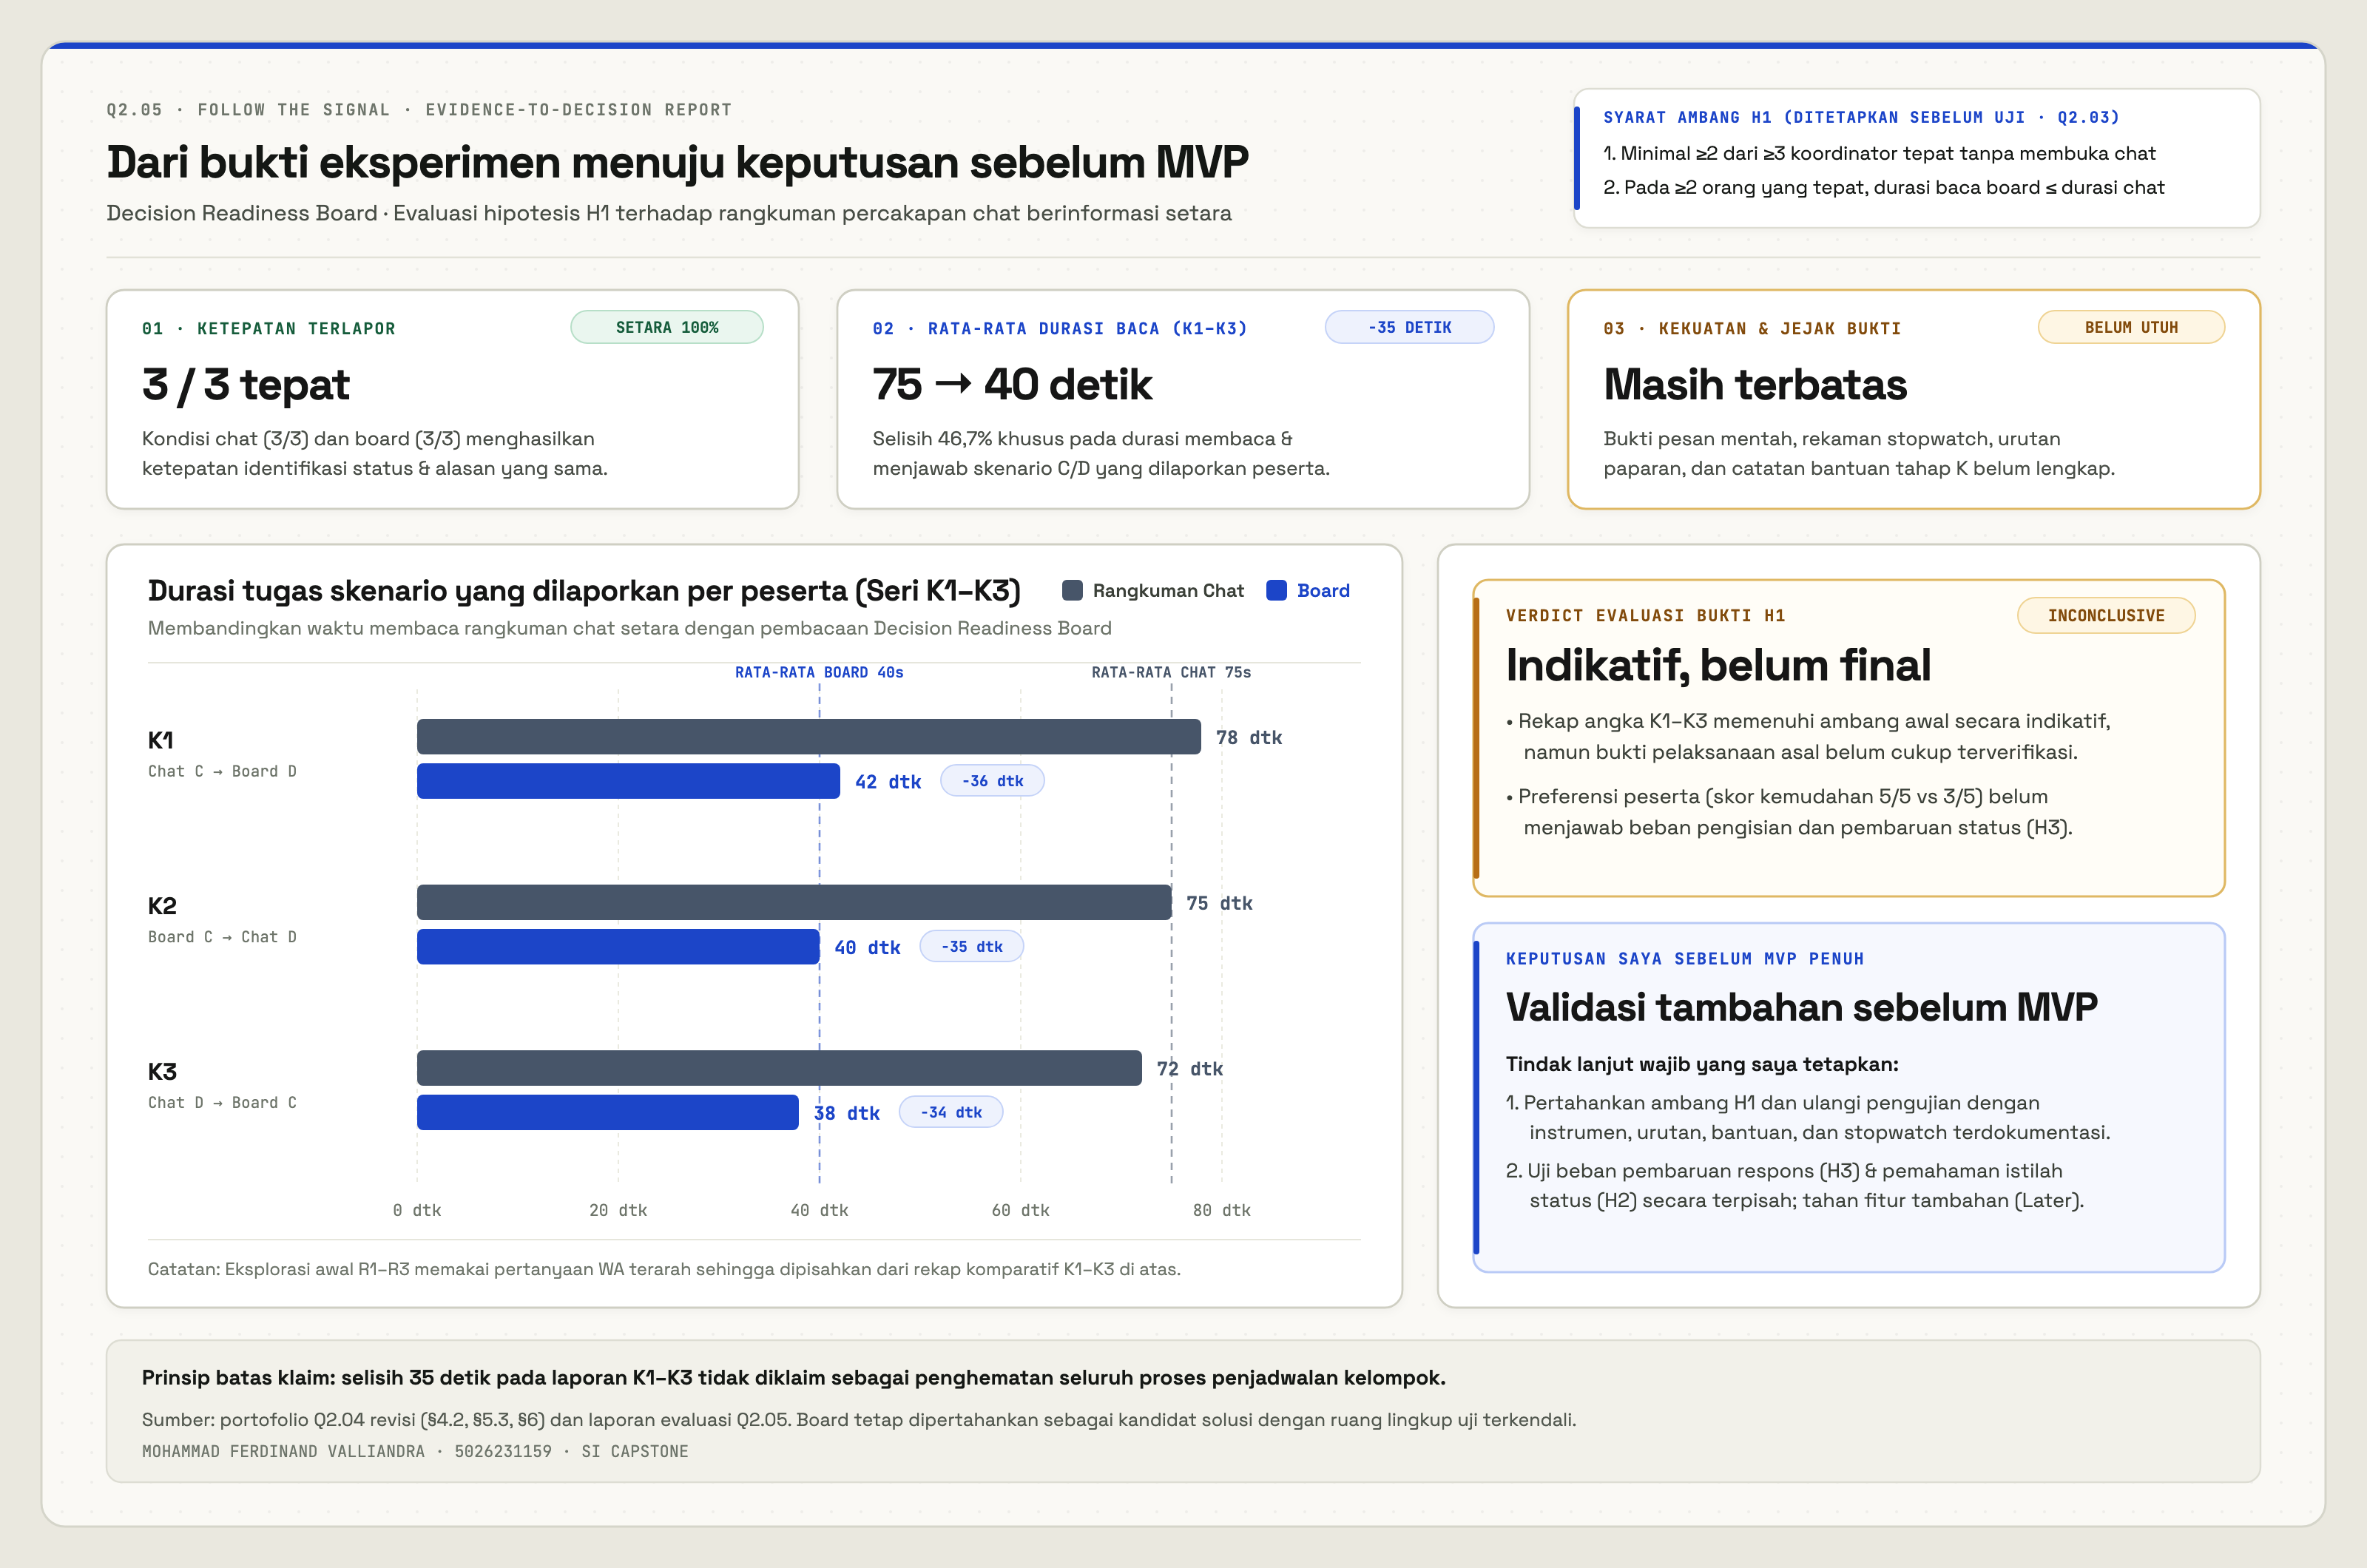 Q2.05 · FOLLOW THE SIGNAL · EVIDENCE-TO-DECISION REPORT
Dari bukti eksperimen menuju keputusan sebelum MVP
Decision Readiness Board · Evaluasi hipotesis H1 terhadap rangkuman percakapan chat berinformasi setara
SYARAT AMBANG H1 (DITETAPKAN SEBELUM UJI · Q2.03)
1. Minimal ≥2 dari ≥3 koordinator tepat tanpa membuka chat
2. Pada ≥2 orang yang tepat, durasi baca board ≤ durasi chat
01 · KETEPATAN TERLAPOR
SETARA 100%
3 / 3 tepat
Kondisi chat (3/3) dan board (3/3) menghasilkan
ketepatan identifikasi status & alasan yang sama.
02 · RATA-RATA DURASI BACA (K1–K3)
-35 DETIK
75 → 40 detik
Selisih 46,7% khusus pada durasi membaca &
menjawab skenario C/D yang dilaporkan peserta.
03 · KEKUATAN & JEJAK BUKTI
BELUM UTUH
Masih terbatas
Bukti pesan mentah, rekaman stopwatch, urutan
paparan, dan catatan bantuan tahap K belum lengkap.
Durasi tugas skenario yang dilaporkan per peserta (Seri K1–K3)
Rangkuman Chat
Board
Membandingkan waktu membaca rangkuman chat setara dengan pembacaan Decision Readiness Board
RATA-RATA BOARD 40s
RATA-RATA CHAT 75s
K1
Chat C → Board D
78 dtk
42 dtk
-36 dtk
K2
Board C → Chat D
75 dtk
40 dtk
-35 dtk
K3
Chat D → Board C
72 dtk
38 dtk
-34 dtk
0 dtk
20 dtk
40 dtk
60 dtk
80 dtk
Catatan: Eksplorasi awal R1–R3 memakai pertanyaan WA terarah sehingga dipisahkan dari rekap komparatif K1–K3 di atas.
VERDICT EVALUASI BUKTI H1
INCONCLUSIVE
Indikatif, belum final
• Rekap angka K1–K3 memenuhi ambang awal secara indikatif,
namun bukti pelaksanaan asal belum cukup terverifikasi.
• Preferensi peserta (skor kemudahan 5/5 vs 3/5) belum
menjawab beban pengisian dan pembaruan status (H3).
KEPUTUSAN SAYA SEBELUM MVP PENUH
Validasi tambahan sebelum MVP
Tindak lanjut wajib yang saya tetapkan:
1. Pertahankan ambang H1 dan ulangi pengujian dengan
instrumen, urutan, bantuan, dan stopwatch terdokumentasi.
2. Uji beban pembaruan respons (H3) & pemahaman istilah
status (H2) secara terpisah; tahan fitur tambahan (Later).
Prinsip batas klaim: selisih 35 detik pada laporan K1–K3 tidak diklaim sebagai penghematan seluruh proses penjadwalan kelompok.
Sumber: portofolio Q2.04 revisi (§4.2, §5.3, §6) dan laporan evaluasi Q2.05. Board tetap dipertahankan sebagai kandidat solusi dengan ruang lingkup uji terkendali.
MOHAMMAD FERDINAND VALLIANDRA · 5026231159 · SI CAPSTONE